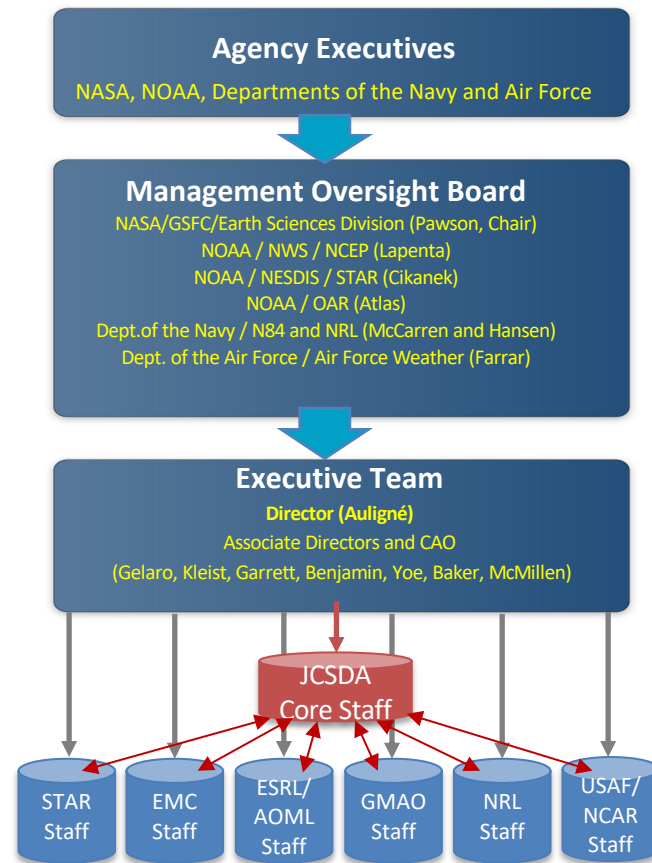 Agency Executives
NASA, NOAA, Departments of the Navy and Air Force
Management Oversight Board
NASA/GSFC/Earth Sciences Division (Pawson, Chair)
NOAA / NWS / NCEP (Lapenta)
NOAA / NESDIS / STAR (Cikanek)
NOAA / OAR (Atlas)
Dept.of the Navy / N84 and NRL (McCarren and Hansen)
Dept. of the Air Force / Air Force Weather (Farrar)
Executive Team
Director (Auligné)
Associate Directors and CAO
(Gelaro, Kleist, Garrett, Benjamin, Yoe, Baker, McMillen)
JCSDA
Core Staff
STAR
Staff
EMC
Staff
ESRL/
AOML
Staff
GMAO
Staff
NRL
Staff
USAF/
NCAR
Staff